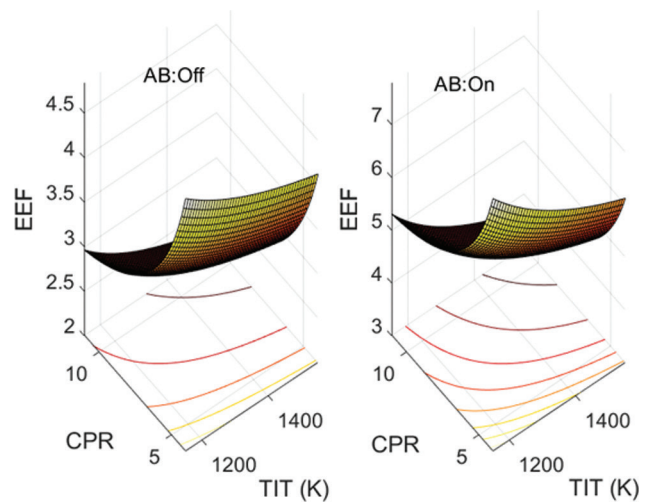 AB:Off
4.5
4
3.5
3
2.5
2
EEF
10
5
CPR
1200
1400
TIT (K)
AB:On
7
6
5
4
3
EEF
10
5
CPR
1200
1400
TIT (K)